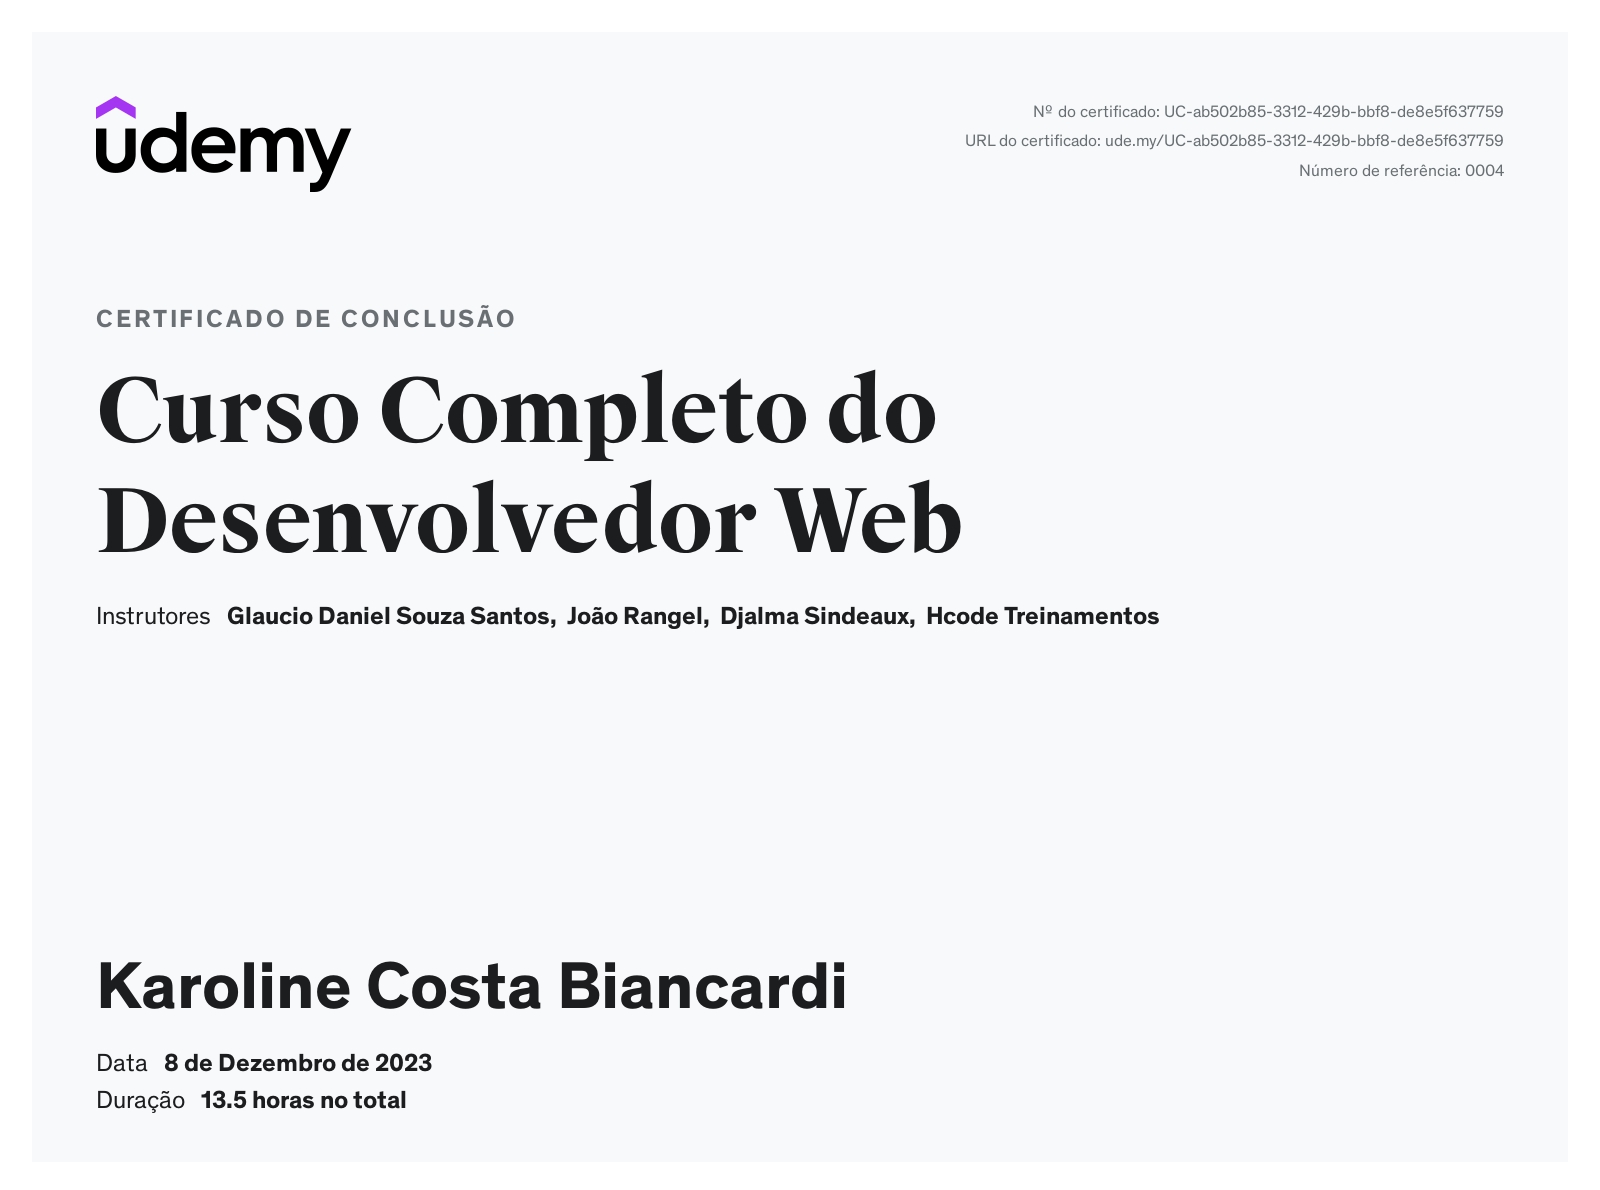 udemy
Nº do certificado: UC-ab502b85-3312-429b-bbf8-de8e5f637759
URL do certificado: ude.my/UC-ab502b85-3312-429b-bbf8-de8e5f637759
Número de referência: 0004
CERTIFICADO DE CONCLUSÃO
Curso Completo do
Desenvolvedor Web
Instrutores Glaucio Daniel Souza Santos, João Rangel, Djalma Sindeaux, Hcode Treinamentos
Karoline Costa Biancardi
Data 8 de Dezembro de 2023
Duração 13.5 horas no total